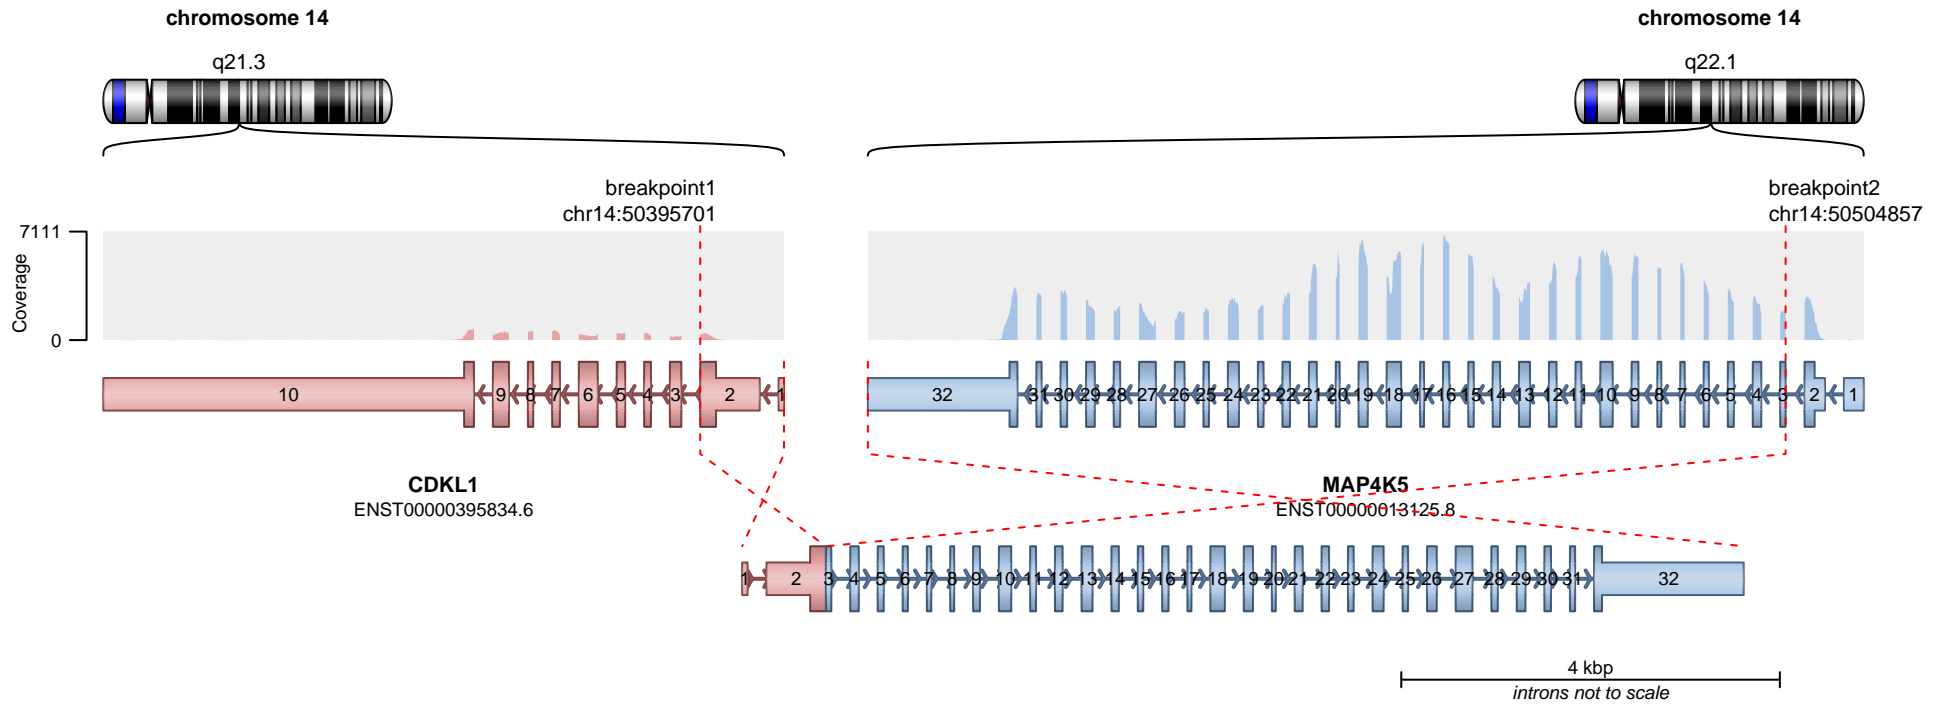 chromosome 14
chromosome 14
q21.3
q22.1
breakpoint1
chr14:50395701
breakpoint2
chr14:50504857
7111
0
Coverage
10 9 8 7 6 5 4 3 2 1
32 31 30 29 28 27 26 25 24 23 22 21 20 19 18 17 16 15 14 13 12 11 10 9 8 7 6 5 4 3 2 1
CDKL1
ENST00000395834.6
MAP4K5
ENST00000013125.8
1 2 3 4 5 6 7 8 9 10 11 12 13 14 15 16 17 18 19 20 21 22 23 24 25 26 27 28 29 30 31 32
4 kbp
introns not to scale